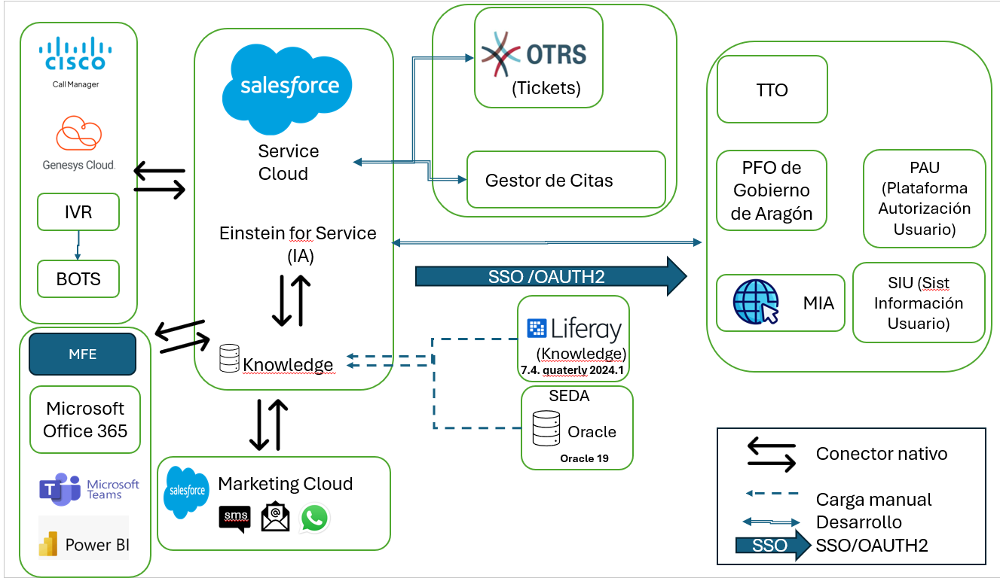 CISCO
Call Manager
Genesys Cloud.
IVR
BOTS
MFE
Microsoft
Office 365
Microsoft
Teams
Power BI
salesforce
Service
Cloud
Einstein for Service
(IA)
Knowledge
salesforce
Marketing Cloud
sms
@
OTRS
(Tickets)
Gestor de Citas
SSO /OAUTH2
Liferay
(Knowledge)
7.4. quaterly 2024.1
SEDA
Oracle
Oracle 19
TTO
PFO de
Gobierno
de Aragón
PAU
(Plataforma
Autorización
Usuario)
MIA
SIU (Sist
Información
Usuario)
Conector nativo
Carga manual
Desarrollo
SSO
SSO/OAUTH2